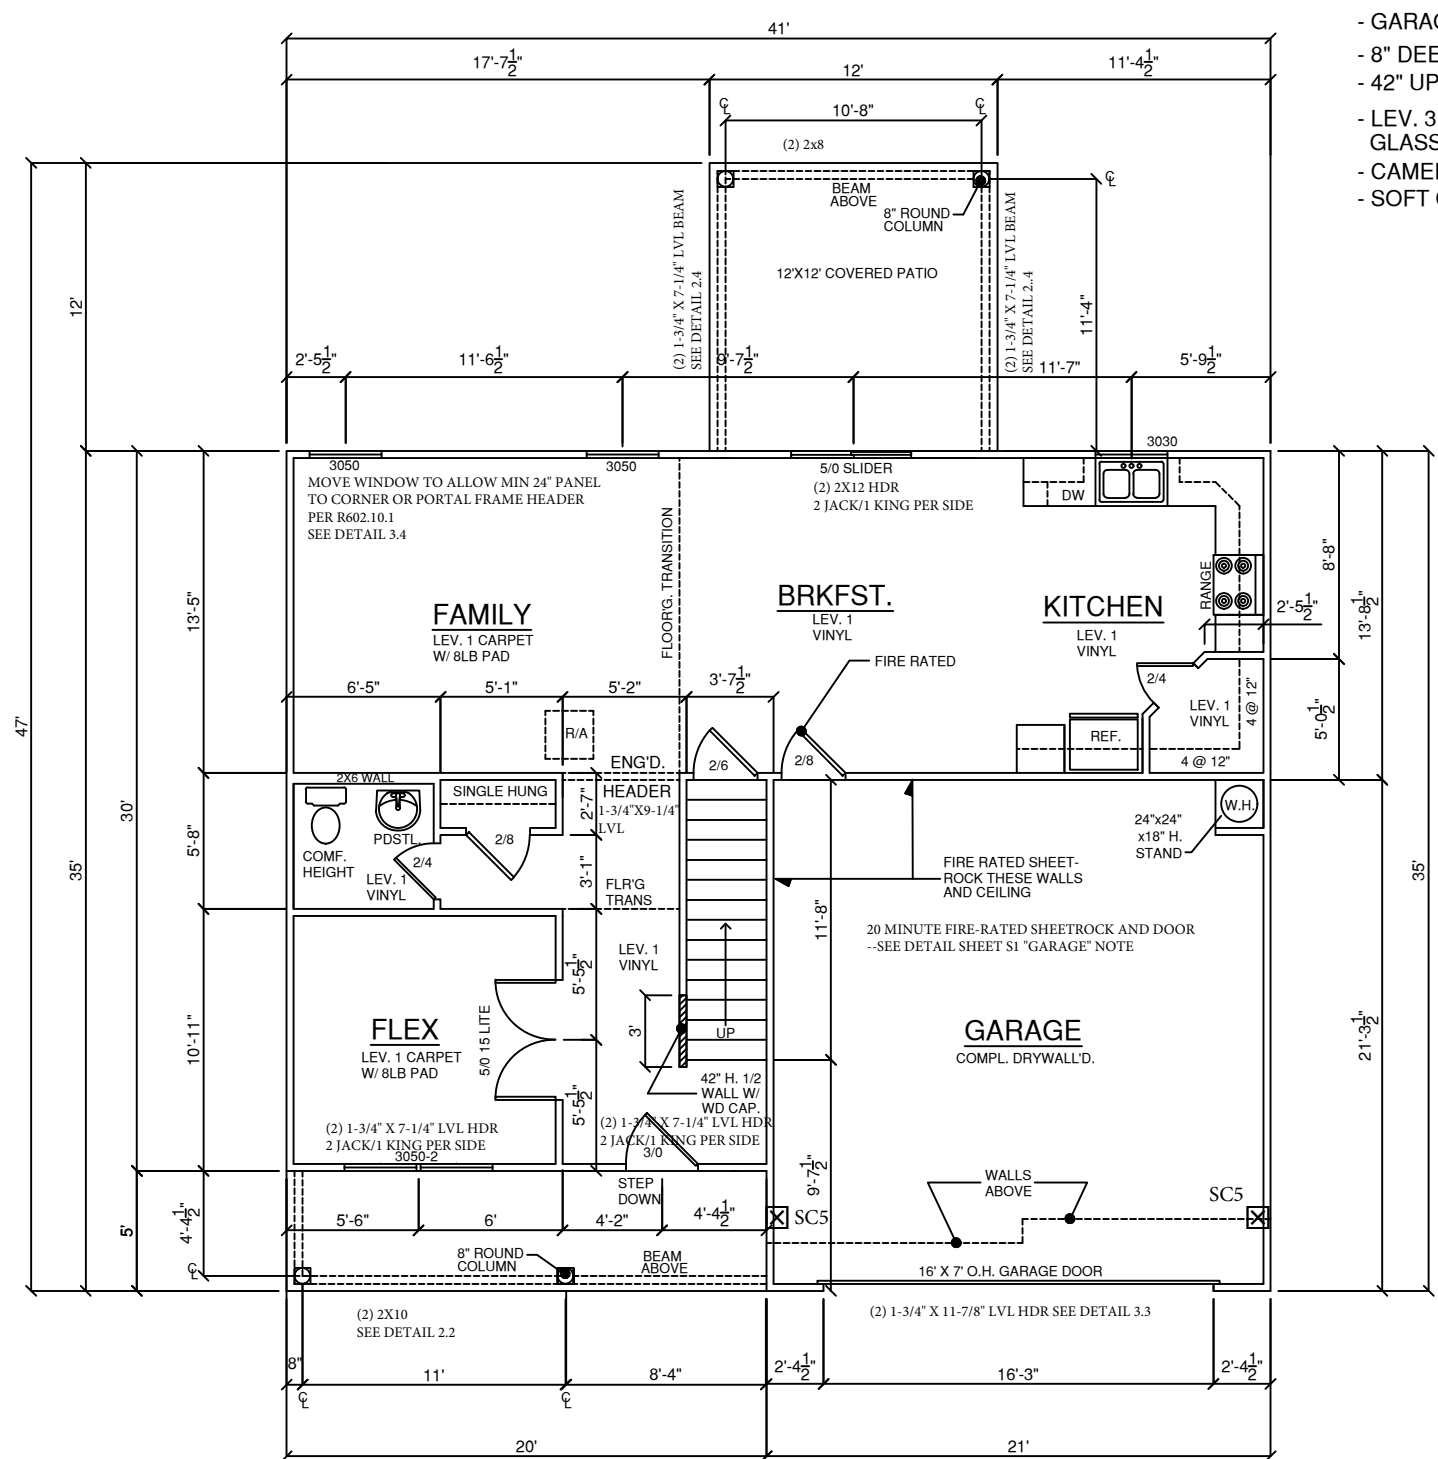 - GARAG
- 8" DEE
- 42" UP
- LEV. 3
GLASS
- CAME
- SOFT
41'
17'-7 1/2"
12'
11'-4 1/2"
℄
10'-8"
℄
(2) 2x8
℄
BEAM
ABOVE
8" ROUND
COLUMN
(2) 1-3/4" X 7-1/4" LVL BEAM
SEE DETAIL 2.4
(2) 1-3/4" X 7-1/4" LVL BEAM
SEE DETAIL 2..4
12'X12' COVERED PATIO
12'
11'-4"
2'-5 1/2"
11'-6 1/2"
9'-7 1/2"
11'-7"
5'-9 1/2"
3050
3050
5/0 SLIDER
3030
MOVE WINDOW TO ALLOW MIN 24" PANEL
TO CORNER OR PORTAL FRAME HEADER
PER R602.10.1
SEE DETAIL 3.4
(2) 2X12 HDR
2 JACK/1 KING PER SIDE
DW
FLOOR'G. TRANSITION
RANGE
8'-8"
2'-5 1/2"
13'-8 1/2"
13'-5"
FAMILY
LEV. 1 CARPET
W/ 8LB PAD
BRKFST.
LEV. 1
VINYL
KITCHEN
LEV. 1
VINYL
FIRE RATED
6'-5"
5'-1"
5'-2"
3'-7 1/2"
2/4
LEV. 1
VINYL
4 @ 12"
4 @ 12"
5'-0 1/2"
47'
R/A
REF.
2/6
2/8
ENG'D.
HEADER
1-3/4"X9-1/4"
LVL
2X6 WALL
SINGLE HUNG
2'-7"
PDSTL.
COMF.
HEIGHT
2/4
2/8
LEV. 1
VINYL
3'-1"
30'
35'
5'-8"
W.H.
24"x24"
x18" H.
STAND
FIRE RATED SHEET-
ROCK THESE WALLS
AND CEILING
35'
FLR'G
TRANS
11'-8"
20 MINUTE FIRE-RATED SHEETROCK AND DOOR
--SEE DETAIL SHEET S1 "GARAGE" NOTE
LEV. 1
VINYL
5'-5 1/2"
5/0 15 LITE
3'
UP
10'-11"
FLEX
LEV. 1 CARPET
W/ 8LB PAD
GARAGE
COMPL. DRYWALL'D.
21'-3 1/2"
5'-5 1/2"
42" H. 1/2
WALL W/
WD CAP.
(2) 1-3/4" X 7-1/4" LVL HDR
2 JACK/1 KING PER SIDE
(2) 1-3/4" X 7-1/4" LVL HDR
2 JACK/1 KING PER SIDE
3050-2
3/0
9'-7 1/2"
STEP
DOWN
WALLS
ABOVE
5'
4'-4 1/2"
5'-6"
6'
4'-2"
4'-4 1/2"
SC5
SC5
℄
8" ROUND
COLUMN
BEAM
ABOVE
16' X 7' O.H. GARAGE DOOR
(2) 2X10
SEE DETAIL 2.2
(2) 1-3/4" X 11-7/8" LVL HDR SEE DETAIL 3.3
8"
11'
8'-4"
2'-4 1/2"
16'-3"
2'-4 1/2"
℄
℄
20'
21'